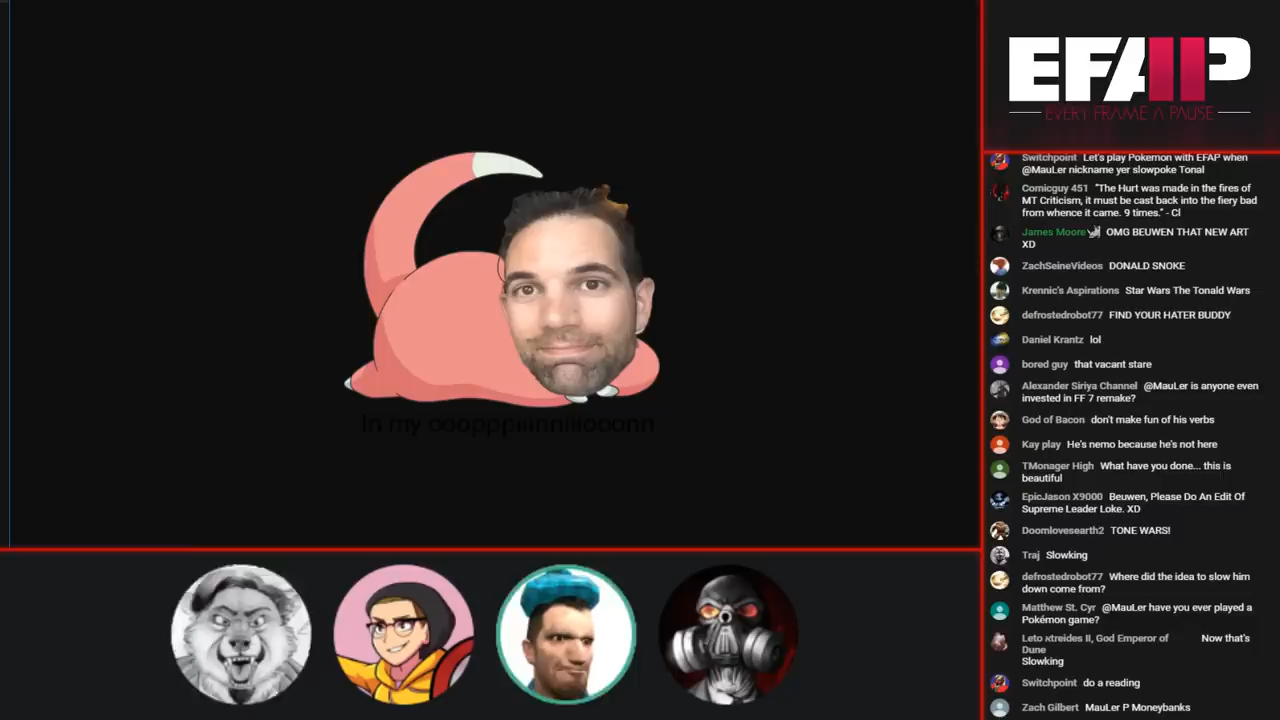 EFAP
EVERY FRAME A PAUSE
In my ooopppiiinnniiiooonn
Switchpoint Let's play Pokemon with EFAP when
@MauLer nickname yer slowpoke Tonal
Comicguy 451 "The Hurt was made in the fires of
MT Criticism, it must be cast back into the fiery bad
from whence it came. 9 times." - Cl
James Moore OMG BEUWEN THAT NEW ART
XD
ZachSeineVideos DONALD SNOKE
Krennic's Aspirations Star Wars The Tonald Wars
defrostedrobot77 FIND YOUR HATER BUDDY
Daniel Krantz lol
bored guy that vacant stare
Alexander Siriya Channel @MauLer is anyone even
invested in FF 7 remake?
God of Bacon don't make fun of his verbs
Kay play He's nemo because he's not here
TMonager High What have you done... this is
beautiful
EpicJason X9000 Beuwen, Please Do An Edit Of
Supreme Leader Loke. XD
Doomlovesearth2 TONE WARS!
Traj Slowking
defrostedrobot77 Where did the idea to slow him
down come from?
Matthew St. Cyr @MauLer have you ever played a
Pokémon game?
Leto Atreides II, God Emperor of Now that's
Dune
Slowking
Switchpoint do a reading
Zach Gilbert MauLer P Moneybanks